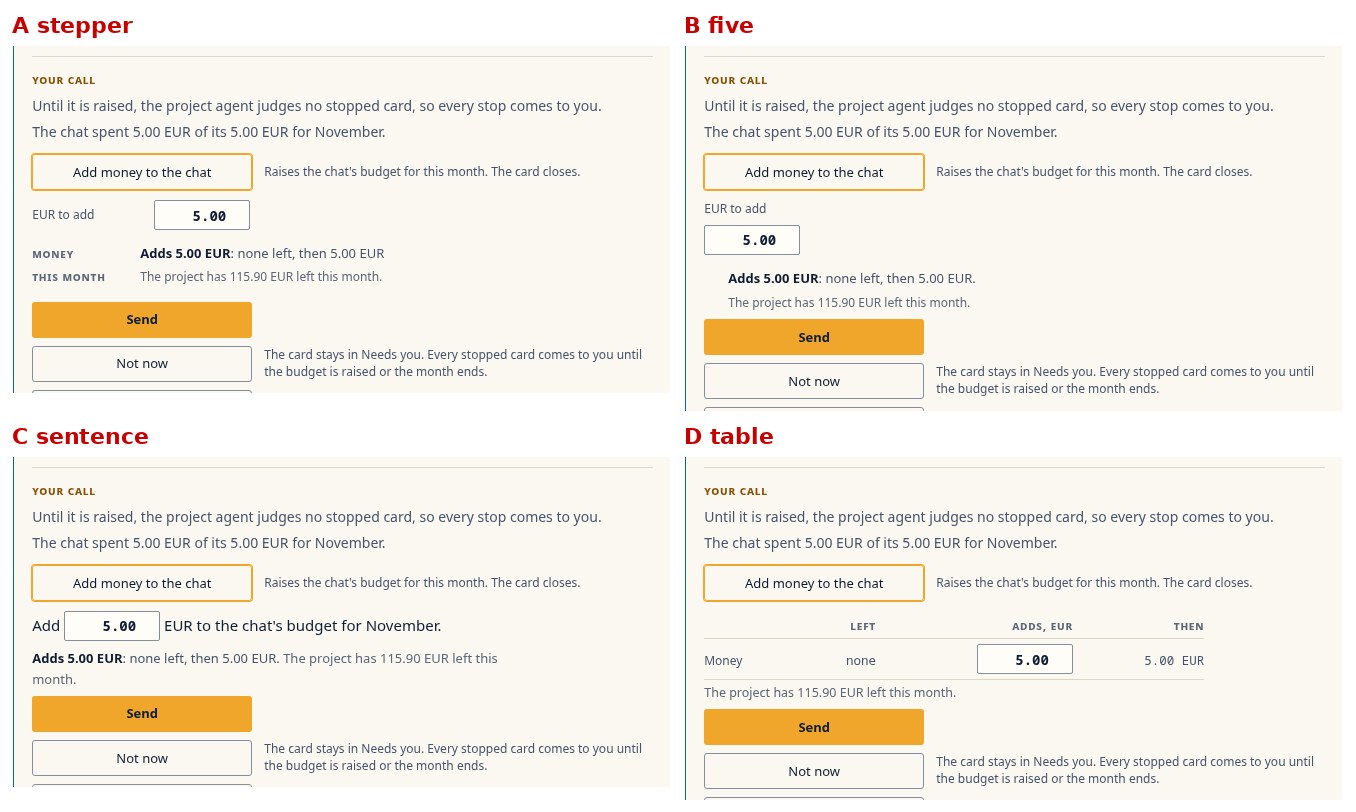 A stepper
YOUR CALL
Until it is raised, the project agent judges no stopped card, so every stop comes to you.
The chat spent 5.00 EUR of its 5.00 EUR for November.
Add money to the chat
Raises the chat's budget for this month. The card closes.
EUR to add
5.00
MONEY
Adds 5.00 EUR: none left, then 5.00 EUR
THIS MONTH
The project has 115.90 EUR left this month.
Send
Not now
The card stays in Needs you. Every stopped card comes to you until
the budget is raised or the month ends.
B five
YOUR CALL
Until it is raised, the project agent judges no stopped card, so every stop comes to you.
The chat spent 5.00 EUR of its 5.00 EUR for November.
Add money to the chat
Raises the chat's budget for this month. The card closes.
EUR to add
5.00
Adds 5.00 EUR: none left, then 5.00 EUR.
The project has 115.90 EUR left this month.
Send
Not now
The card stays in Needs you. Every stopped card comes to you until
the budget is raised or the month ends.
C sentence
YOUR CALL
Until it is raised, the project agent judges no stopped card, so every stop comes to you.
The chat spent 5.00 EUR of its 5.00 EUR for November.
Add money to the chat
Raises the chat's budget for this month. The card closes.
Add 5.00 EUR to the chat's budget for November.
Adds 5.00 EUR: none left, then 5.00 EUR. The project has 115.90 EUR left this
month.
Send
Not now
The card stays in Needs you. Every stopped card comes to you until
the budget is raised or the month ends.
D table
YOUR CALL
Until it is raised, the project agent judges no stopped card, so every stop comes to you.
The chat spent 5.00 EUR of its 5.00 EUR for November.
Add money to the chat
Raises the chat's budget for this month. The card closes.
LEFT ADDS, EUR THEN
Money none 5.00 5.00 EUR
The project has 115.90 EUR left this month.
Send
Not now
The card stays in Needs you. Every stopped card comes to you until
the budget is raised or the month ends.